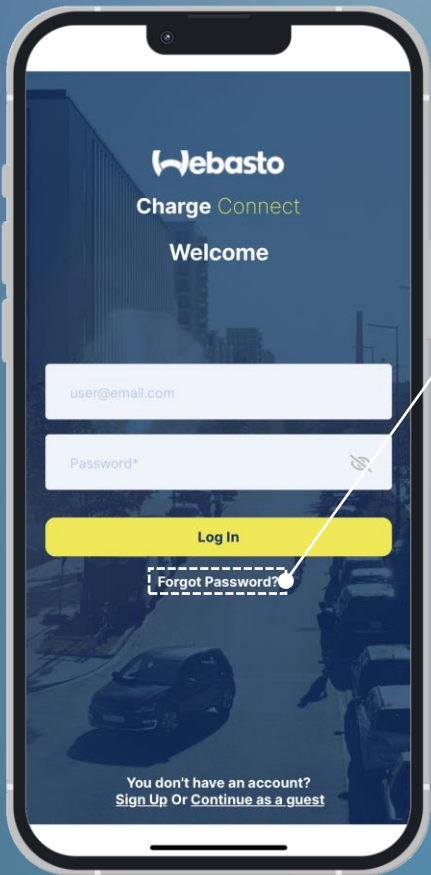 Webasto
Charge Connect
Welcome
user@email.com
Password*
Log In
Forgot Password?
You don't have an account?
Sign Up Or Continue as a guest